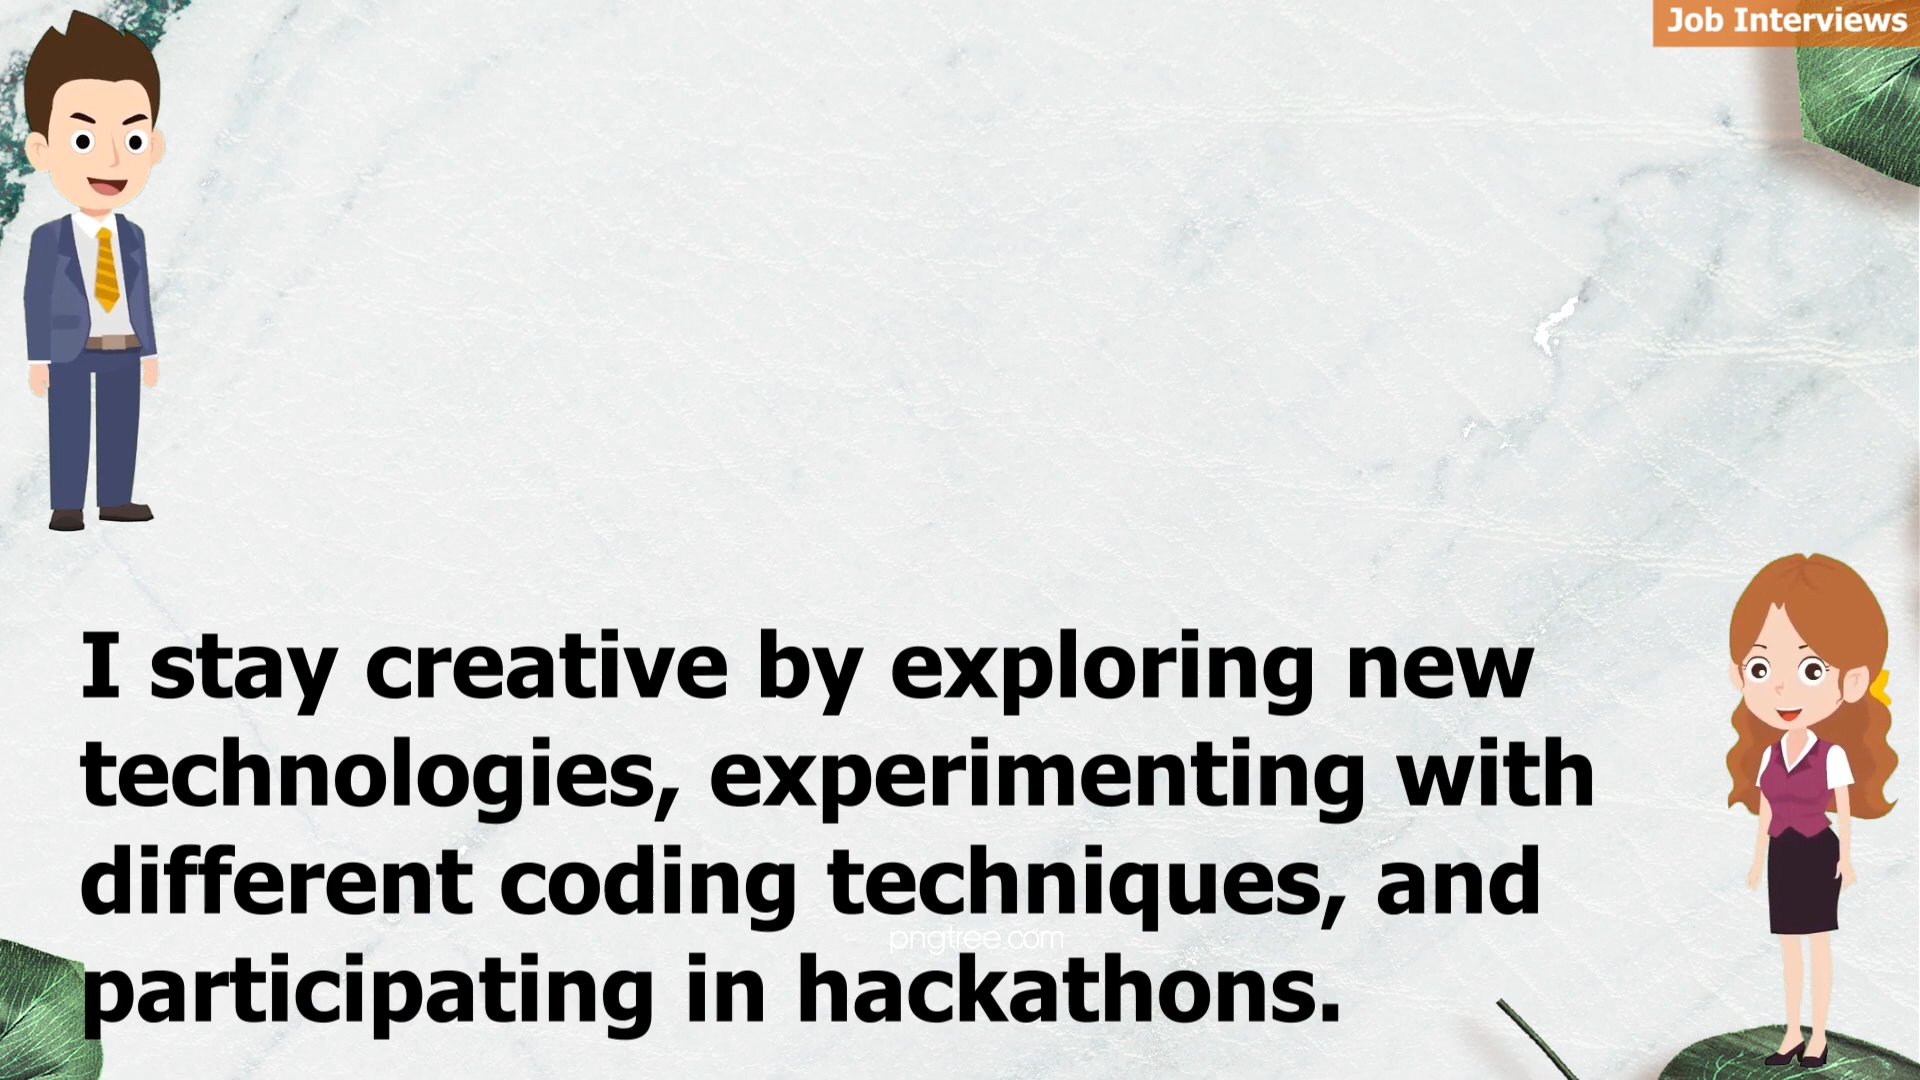 Job Interviews
I stay creative by exploring new
technologies, experimenting with
different coding techniques, and
pngtree.com
participating in hackathons.